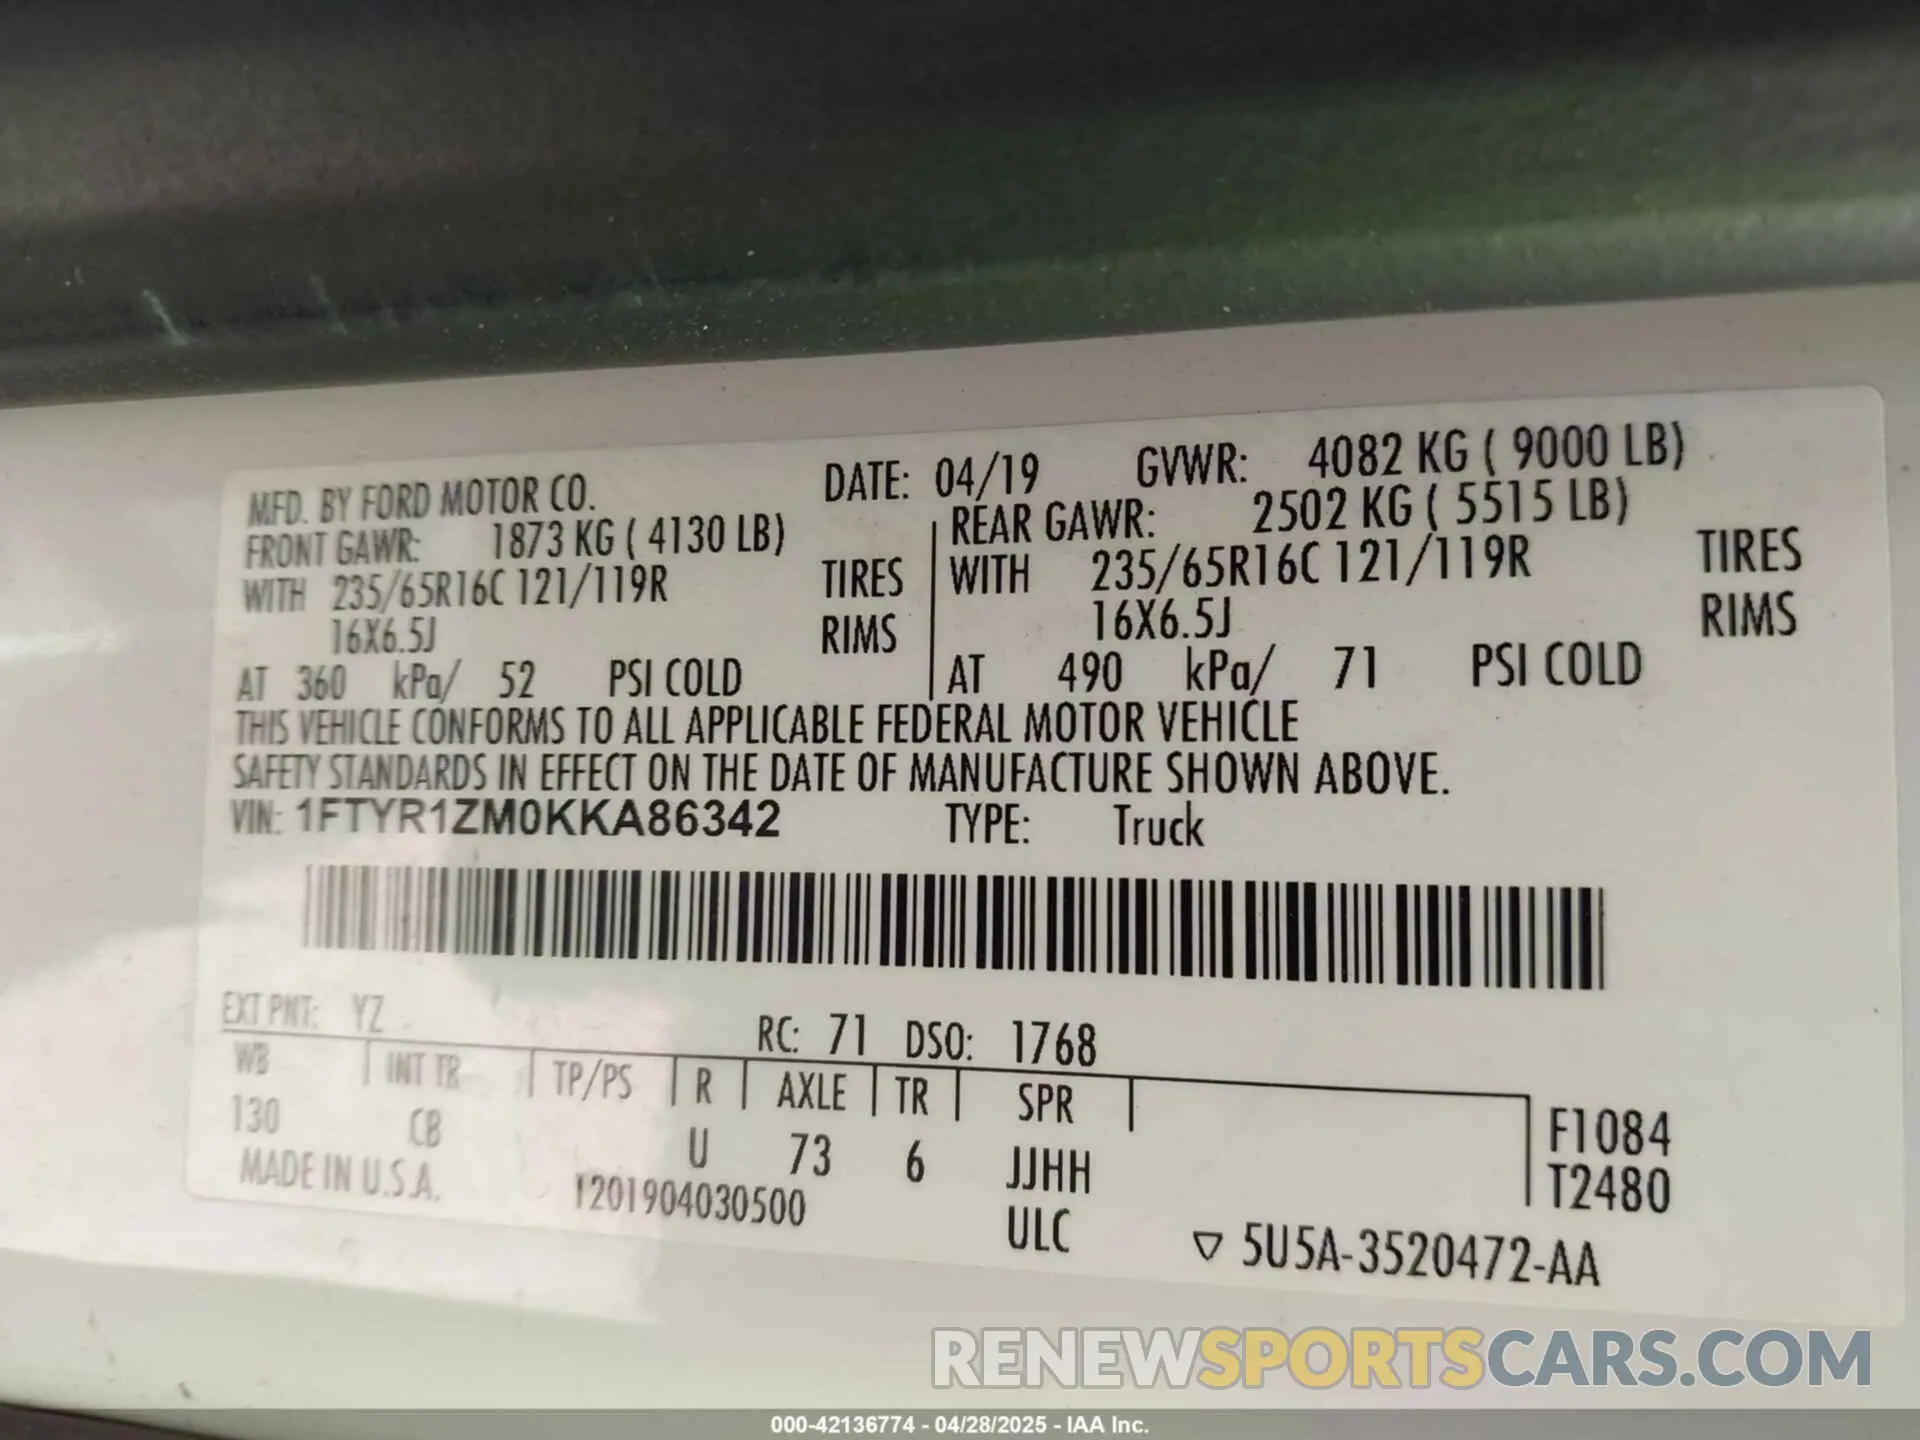 MFD. BY FORD MOTOR CO. DATE: 04/19 GVWR: 4082 KG ( 9000 LB)
FRONT GAWR: 1873 KG ( 4130 LB) REAR GAWR: 2502 KG ( 5515 LB)
WITH 235/65R16C 121/119R TIRES WITH 235/65R16C 121/119R TIRES
16X6.5J RIMS 16X6.5J RIMS
AT 360 kPa/ 52 PSI COLD AT 490 kPa/ 71 PSI COLD
THIS VEHICLE CONFORMS TO ALL APPLICABLE FEDERAL MOTOR VEHICLE
SAFETY STANDARDS IN EFFECT ON THE DATE OF MANUFACTURE SHOWN ABOVE.
VIN: 1FTYR1ZM0KKA86342 TYPE: Truck
EXT PNT: YZ RC: 71 DSO: 1768
WB INT TR TP/PS R AXLE TR SPR
130 CB U 73 6 JJHH F1084
MADE IN U.S.A. 1201904030500 ULC T2480
▽ 5U5A-3520472-AA
RENEWSPORTSCARS.COM
000-42136774 - 04/28/2025 - IAA Inc.